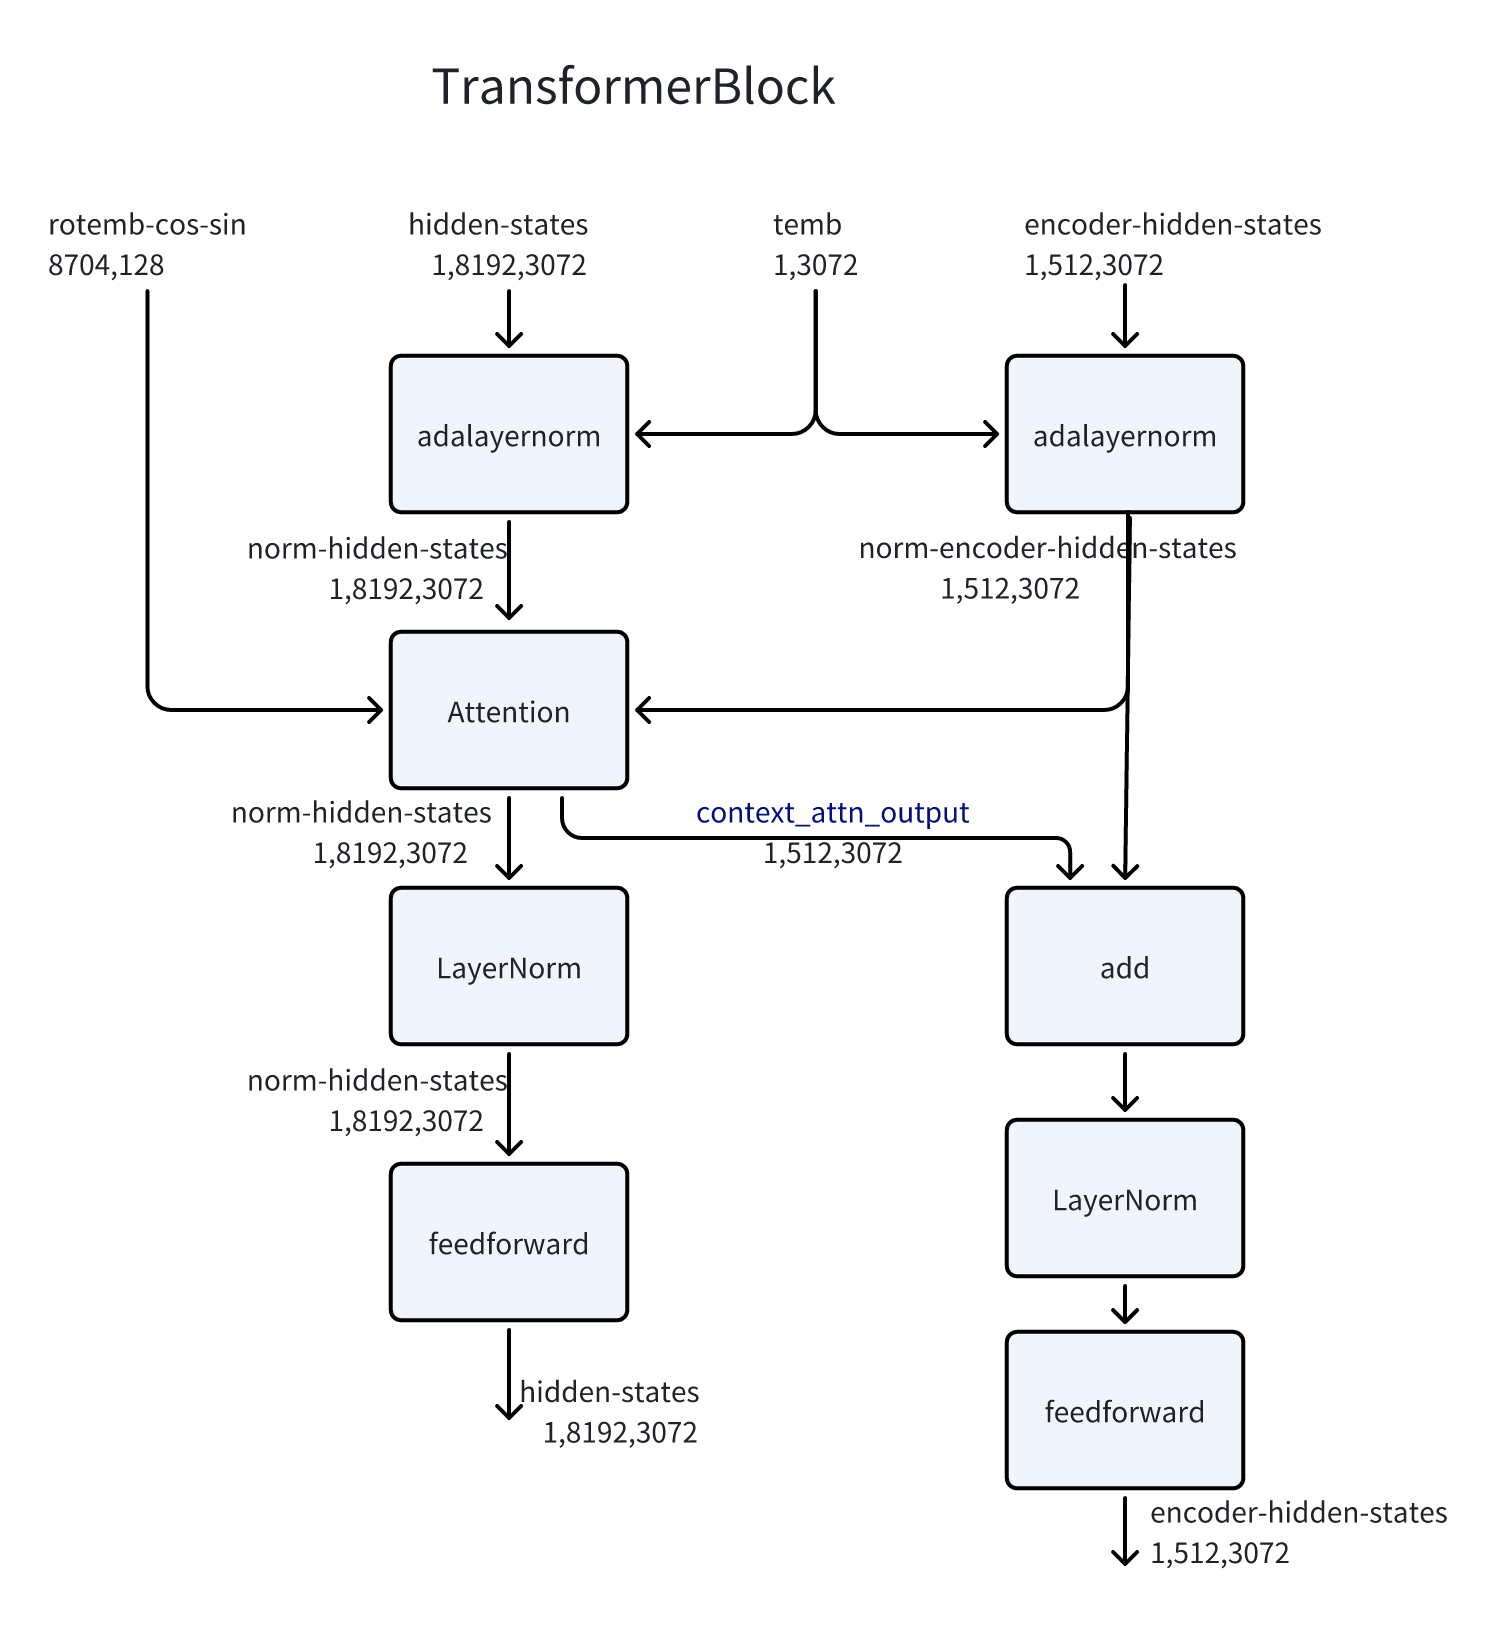 TransformerBlock
rotemb-cos-sin
8704,128
hidden-states
1,8192,3072
temb
1,3072
encoder-hidden-states
1,512,3072
adalayernorm
adalayernorm
norm-hidden-states
1,8192,3072
norm-encoder-hidden-states
1,512,3072
Attention
norm-hidden-states
1,8192,3072
context_attn_output
1,512,3072
LayerNorm
add
norm-hidden-states
1,8192,3072
LayerNorm
feedforward
hidden-states
1,8192,3072
feedforward
encoder-hidden-states
1,512,3072